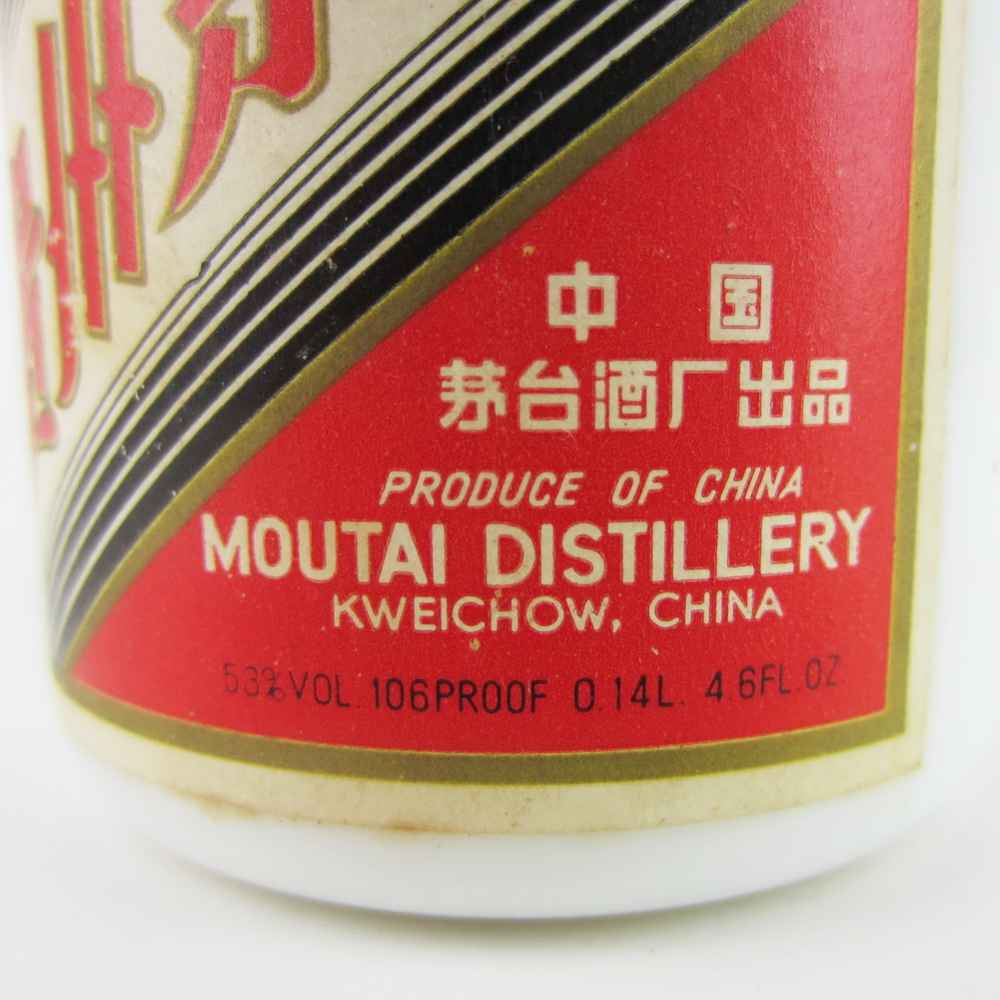 中国
茅台酒厂出品
PRODUCE OF CHINA
MOUTAI DISTILLERY
KWEICHOW, CHINA
53%VOL. 106PROOF 0.14L. 4.6FL.OZ.